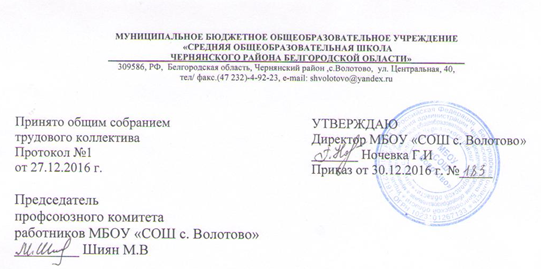 МУНИЦИПАЛЬНОЕ БЮДЖЕТНОЕ ОБЩЕОБРАЗОВАТЕЛЬНОЕ УЧРЕЖДЕНИЕ
«СРЕДНЯЯ ОБЩЕОБРАЗОВАТЕЛЬНАЯ ШКОЛА
ЧЕРНЯНСКОГО РАЙОНА БЕЛГОРОДСКОЙ ОБЛАСТИ»
309586, РФ, Белгородская область, Чернянский район ,с.Волотово, ул. Центральная, 40,
тел/ факс.(47 232)-4-92-23, e-mail: shvolotovo@yandex.ru
Принято общим собранием
трудового коллектива
Протокол №1
от 27.12.2016 г.
УТВЕРЖДАЮ
Директор МБОУ «СОШ с. Волотово»
Ночевка Г.И
Приказ от 30.12.2016 г. № 183
Председатель
профсоюзного комитета
работников МБОУ «СОШ с. Волотово»
Шиян М.В